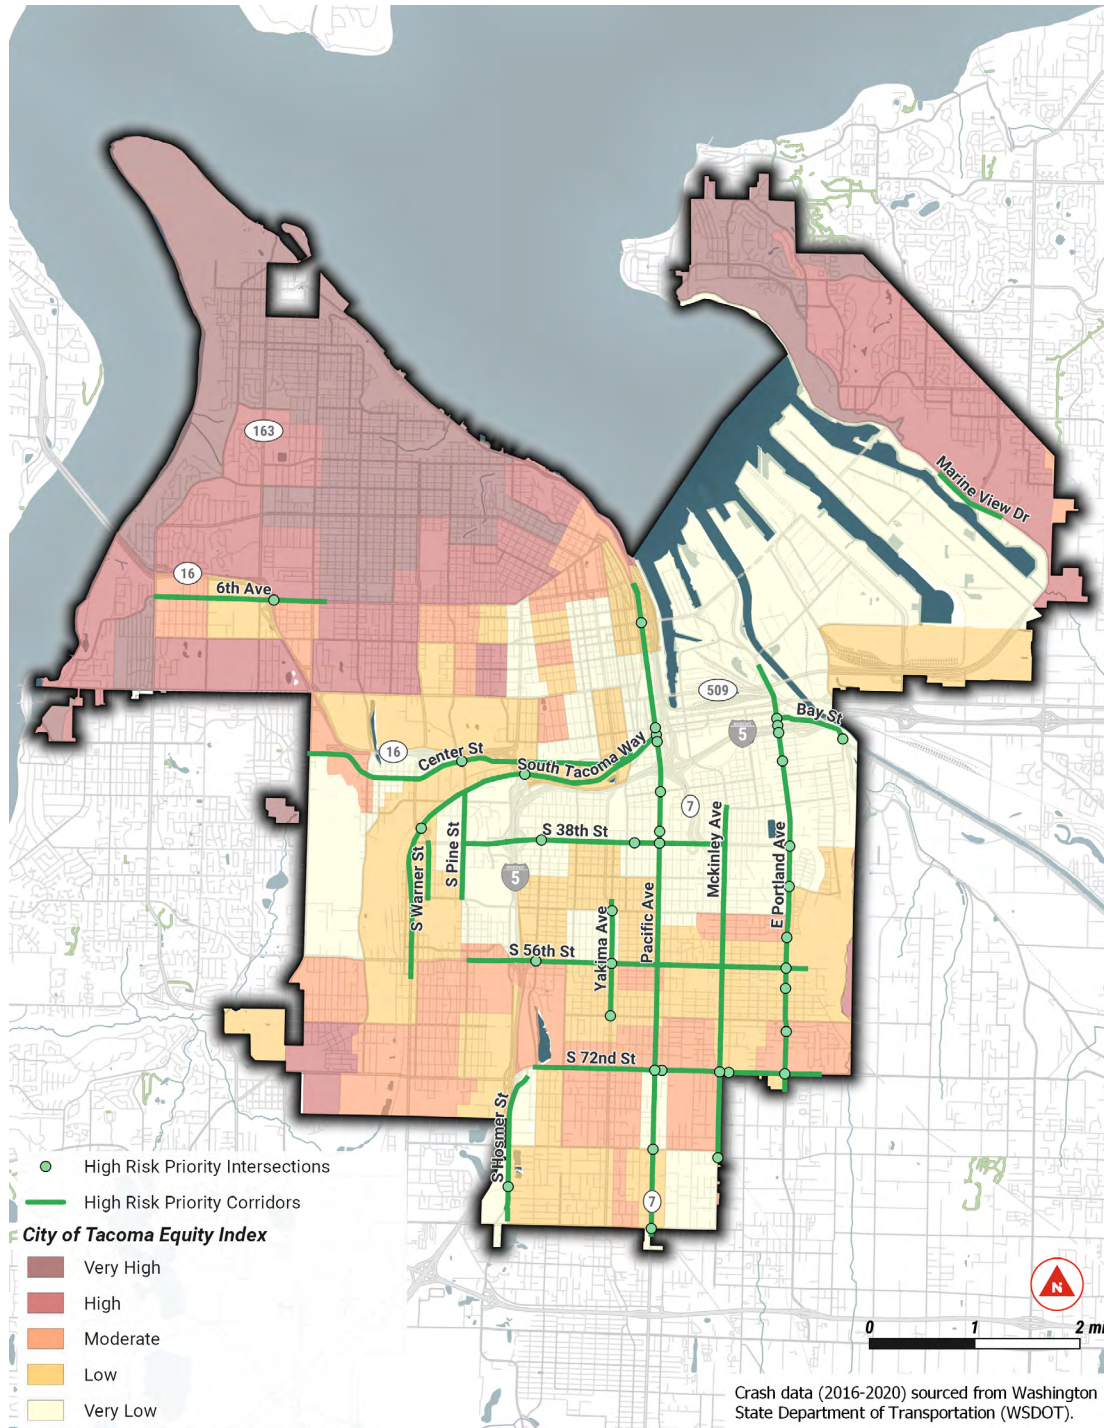 163
Marine View Dr
16
6th Ave
509
Bay St
5
16
Center St
South Tacoma Way
7
S 38th St
Mckinley Ave
E Portland Ave
S Pine St
S Warner St
5
Pacific Ave
Yakima Ave
S 56th St
S 72nd St
S Hosmer St
7
High Risk Priority Intersections
High Risk Priority Corridors
City of Tacoma Equity Index
Very High
High
Moderate
Low
Very Low
N
0 1 2 mi
Crash data (2016-2020) sourced from Washington
State Department of Transportation (WSDOT).